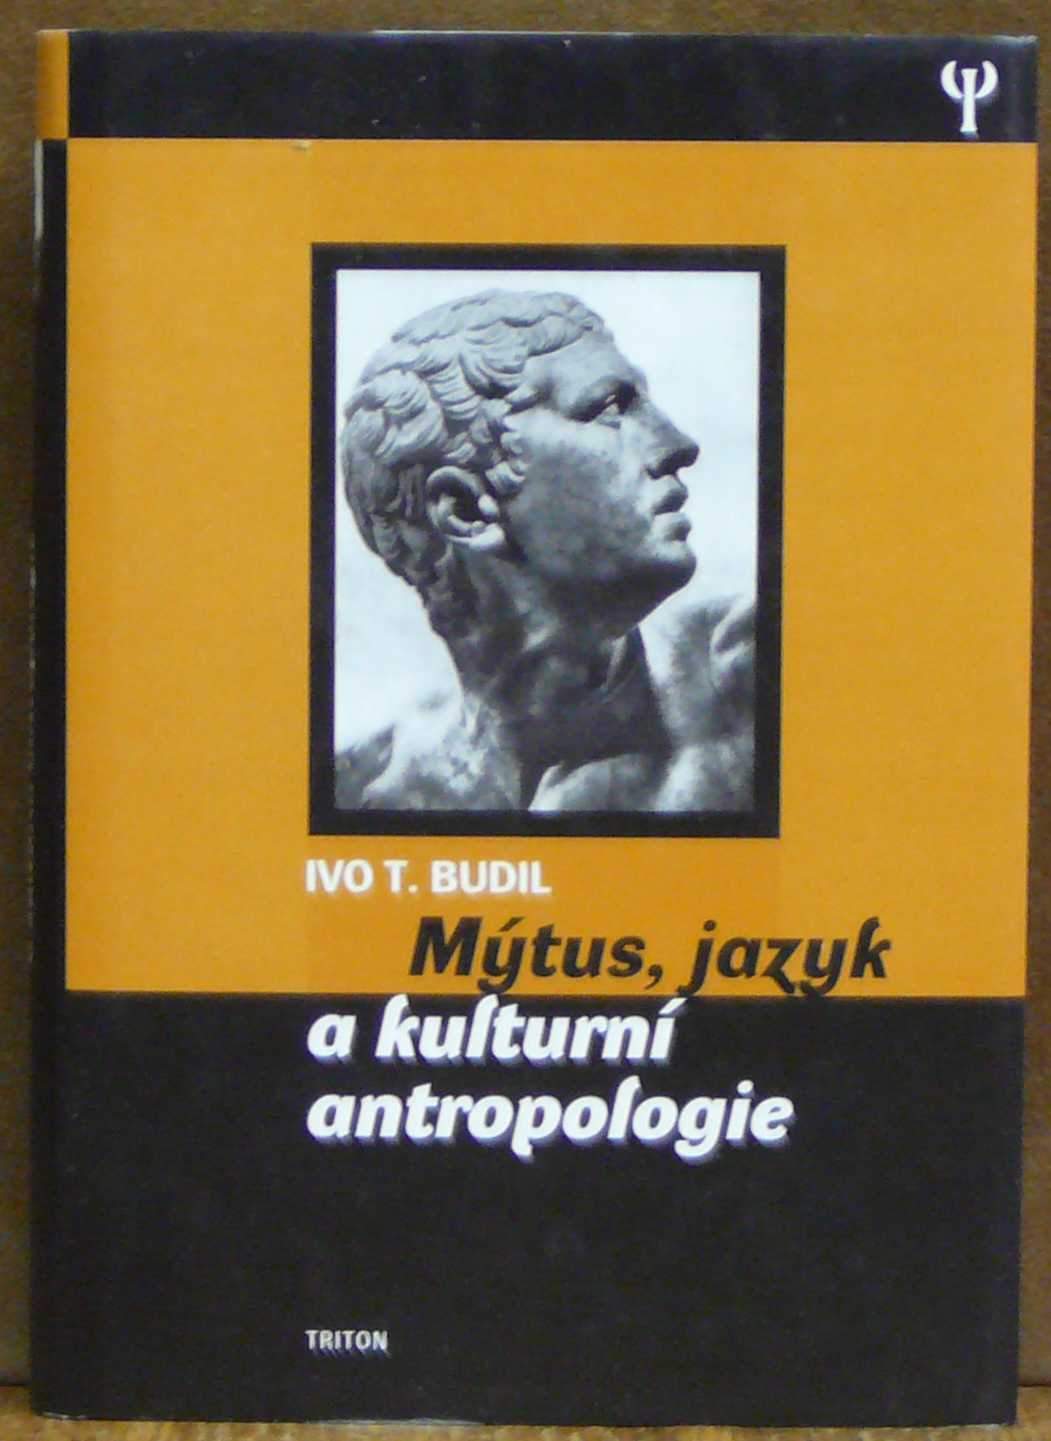 Ψ
IVO T. BUDIL
Mýtus, jazyk
a kulturní
antropologie
TRITON